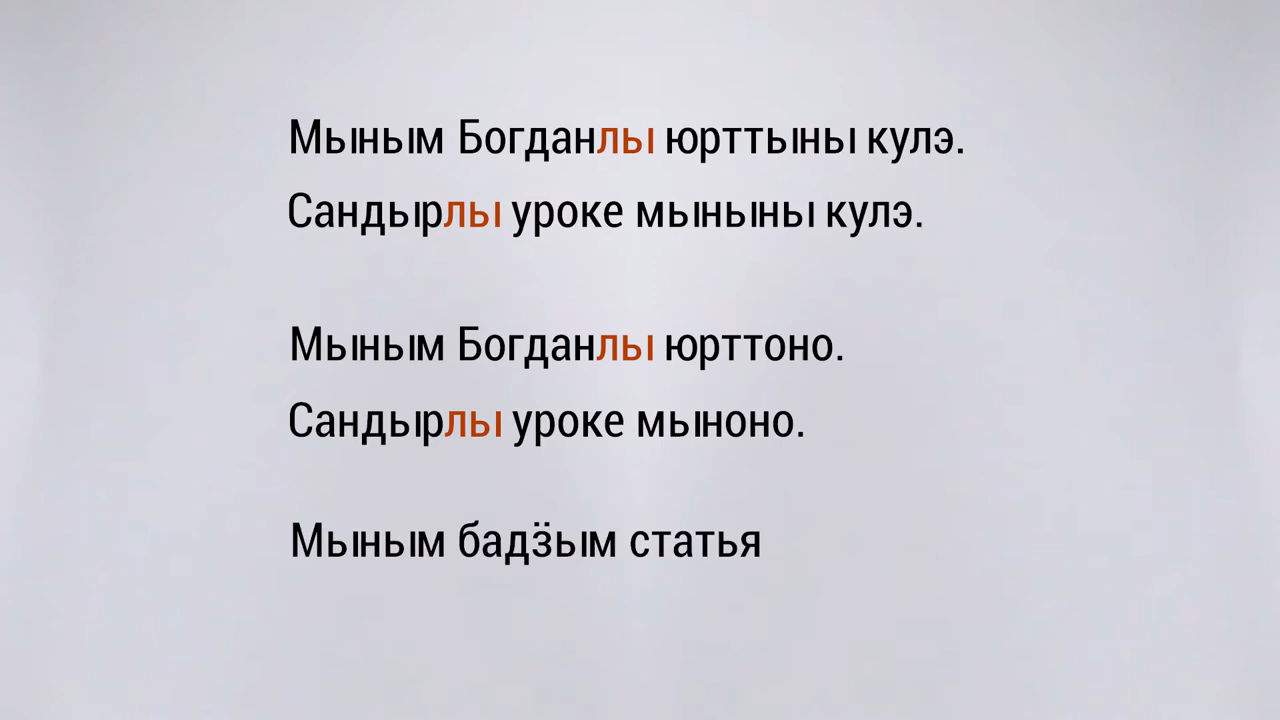 Мыным Богданлы юрттыны кулэ.
Сандырлы уроке мыныны кулэ.
Мыным Богданлы юрттоно.
Сандырлы уроке мыноно.
Мыным бадӟым статья